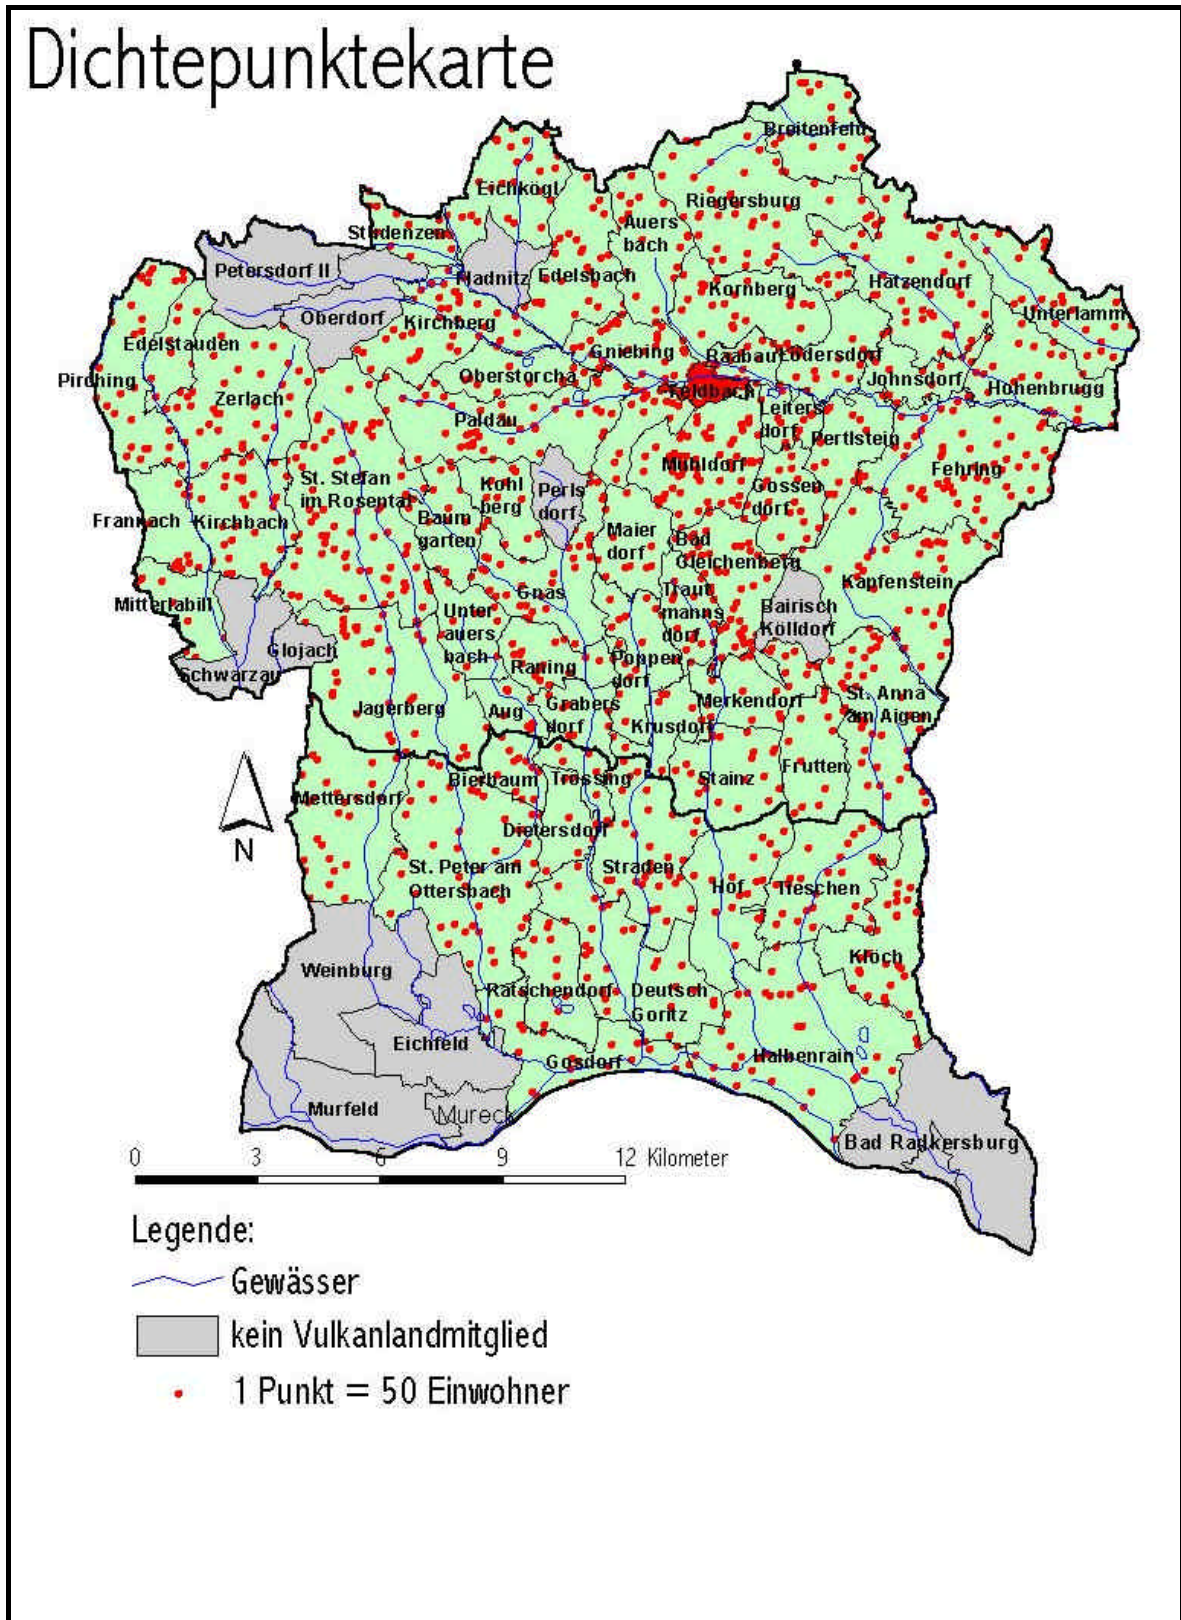 Dichtepunktekarte
Breitenfeld
Eichkögl
Riegersburg
Auers
bach
Studenzen
Petersdorf II
Hadnitz
Edelsbach
Kornberg
Hatzendorf
Oberdorf
Kirchberg
Unterlamm
Edelstauden
Gniebing
Raabau
Lödersdorf
Pirching
Oberstorcha
Feldbach
Johnsdorf
Hohenbrugg
Zerlach
Leiters
dorf
Paldau
Pertlstein
St. Stefan
im Rosental
Mühldorf
Fehring
Kohl
berg
Perls
dorf
Gossen
dorf
Frannach
Kirchbach
Baum
garten
Maier
dorf
Bad
Gleichenberg
Kapfenstein
Mitterlabill
Gnas
Traut
manns
dorf
Bairisch
Kölldorf
Unter
auers
bach
Glojach
Schwarzau
Raning
Poppen
dorf
Merkendorf
St. Anna
am Aigen
Jagerberg
Aug
Grabers
dorf
Krusdorf
Frutten
Bierbaum
Trössing
Stainz
Mettersdorf
Dietersdorf
St. Peter am
Ottersbach
Straden
Hof
Tieschen
Klöch
Weinburg
Ratschendorf
Deutsch
Goritz
Eichfeld
Gosdorf
Halbenrain
Murfeld
Mureck
Bad Radkersburg
N
0 3 6 9 12 Kilometer
Legende:
Gewässer
kein Vulkanlandmitglied
1 Punkt = 50 Einwohner